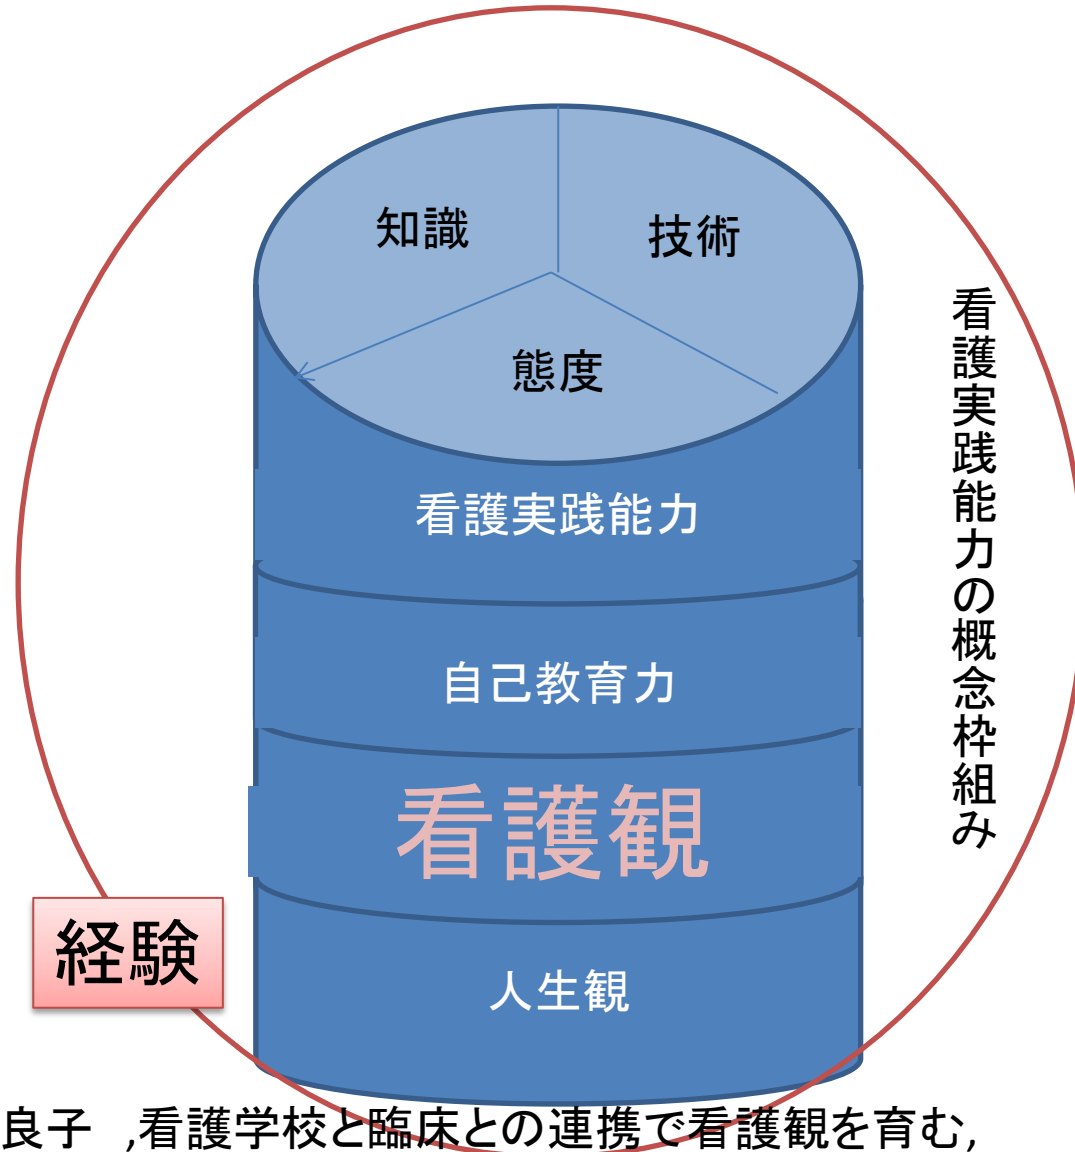 知識
技術
態度
看護実践能力
自己教育力
看護観
人生観
経験
看護実践能力の概念枠組み
良子 ,看護学校と臨床との連携で看護観を育む,